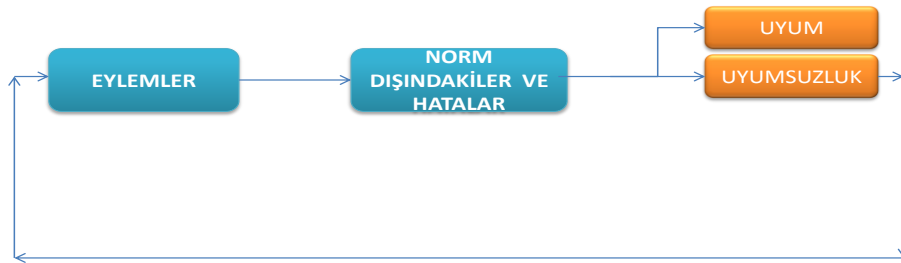 EYLEMLER
NORM
DIŞINDAKİLER VE
HATALAR
UYUM
UYUMSUZLUK